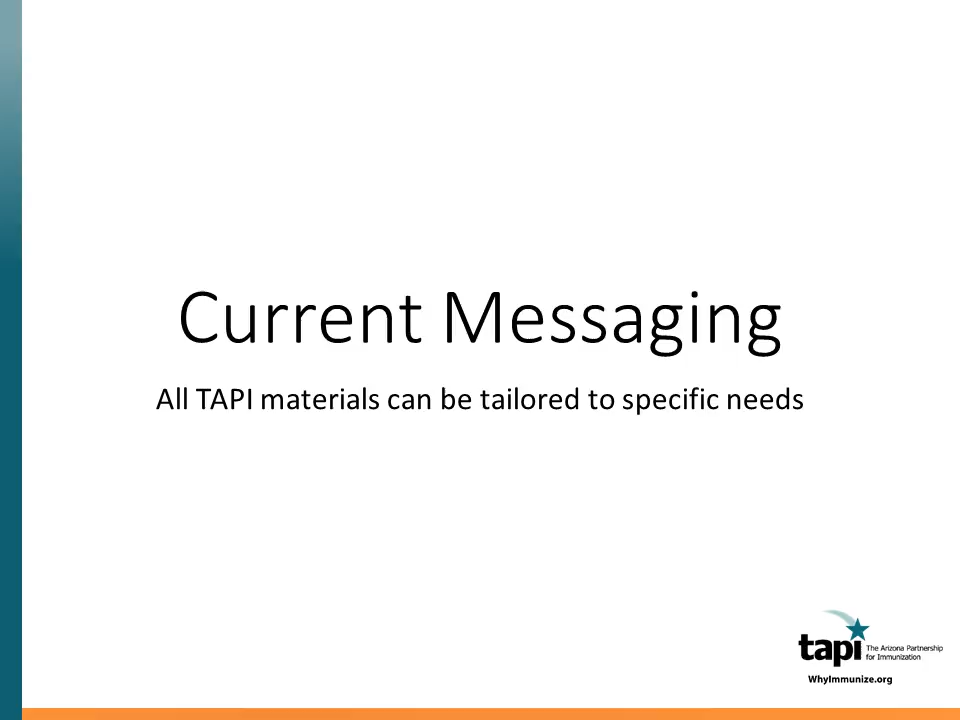 Current Messaging
All TAPI materials can be tailored to specific needs
tapi
The Arizona Partnership
for Immunization
WhyImmunize.org